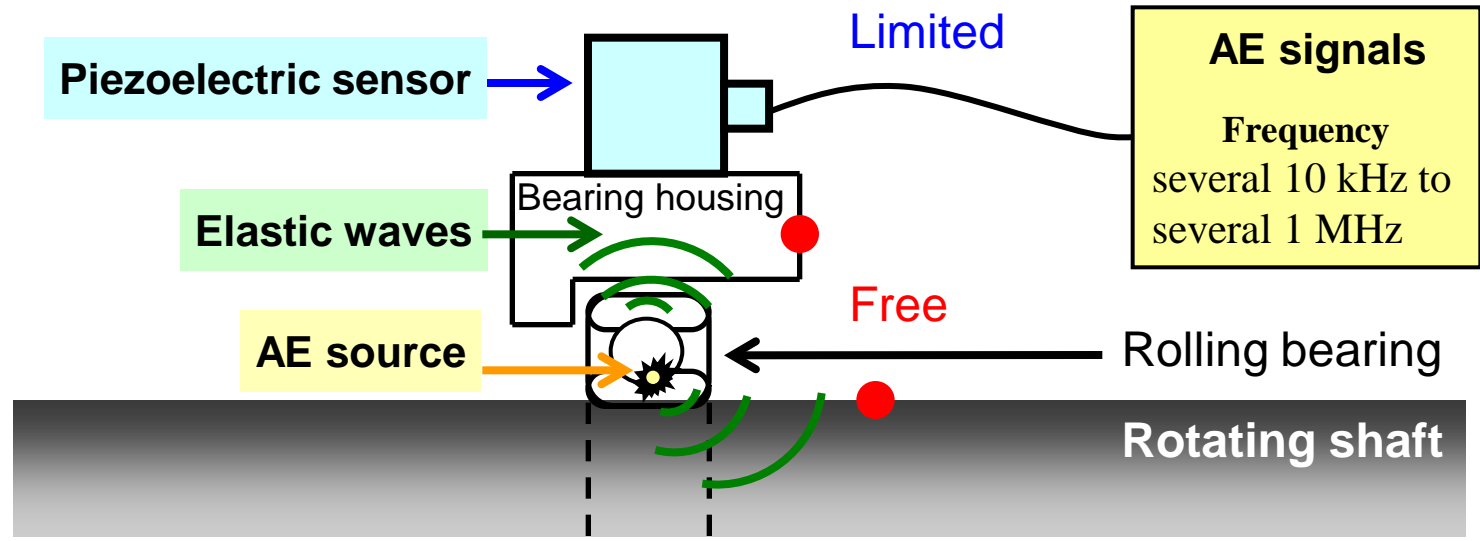 Limited
AE signals
Piezoelectric sensor
Frequency
several 10 kHz to
several 1 MHz
Bearing housing
Elastic waves
Free
AE source
Rolling bearing
Rotating shaft